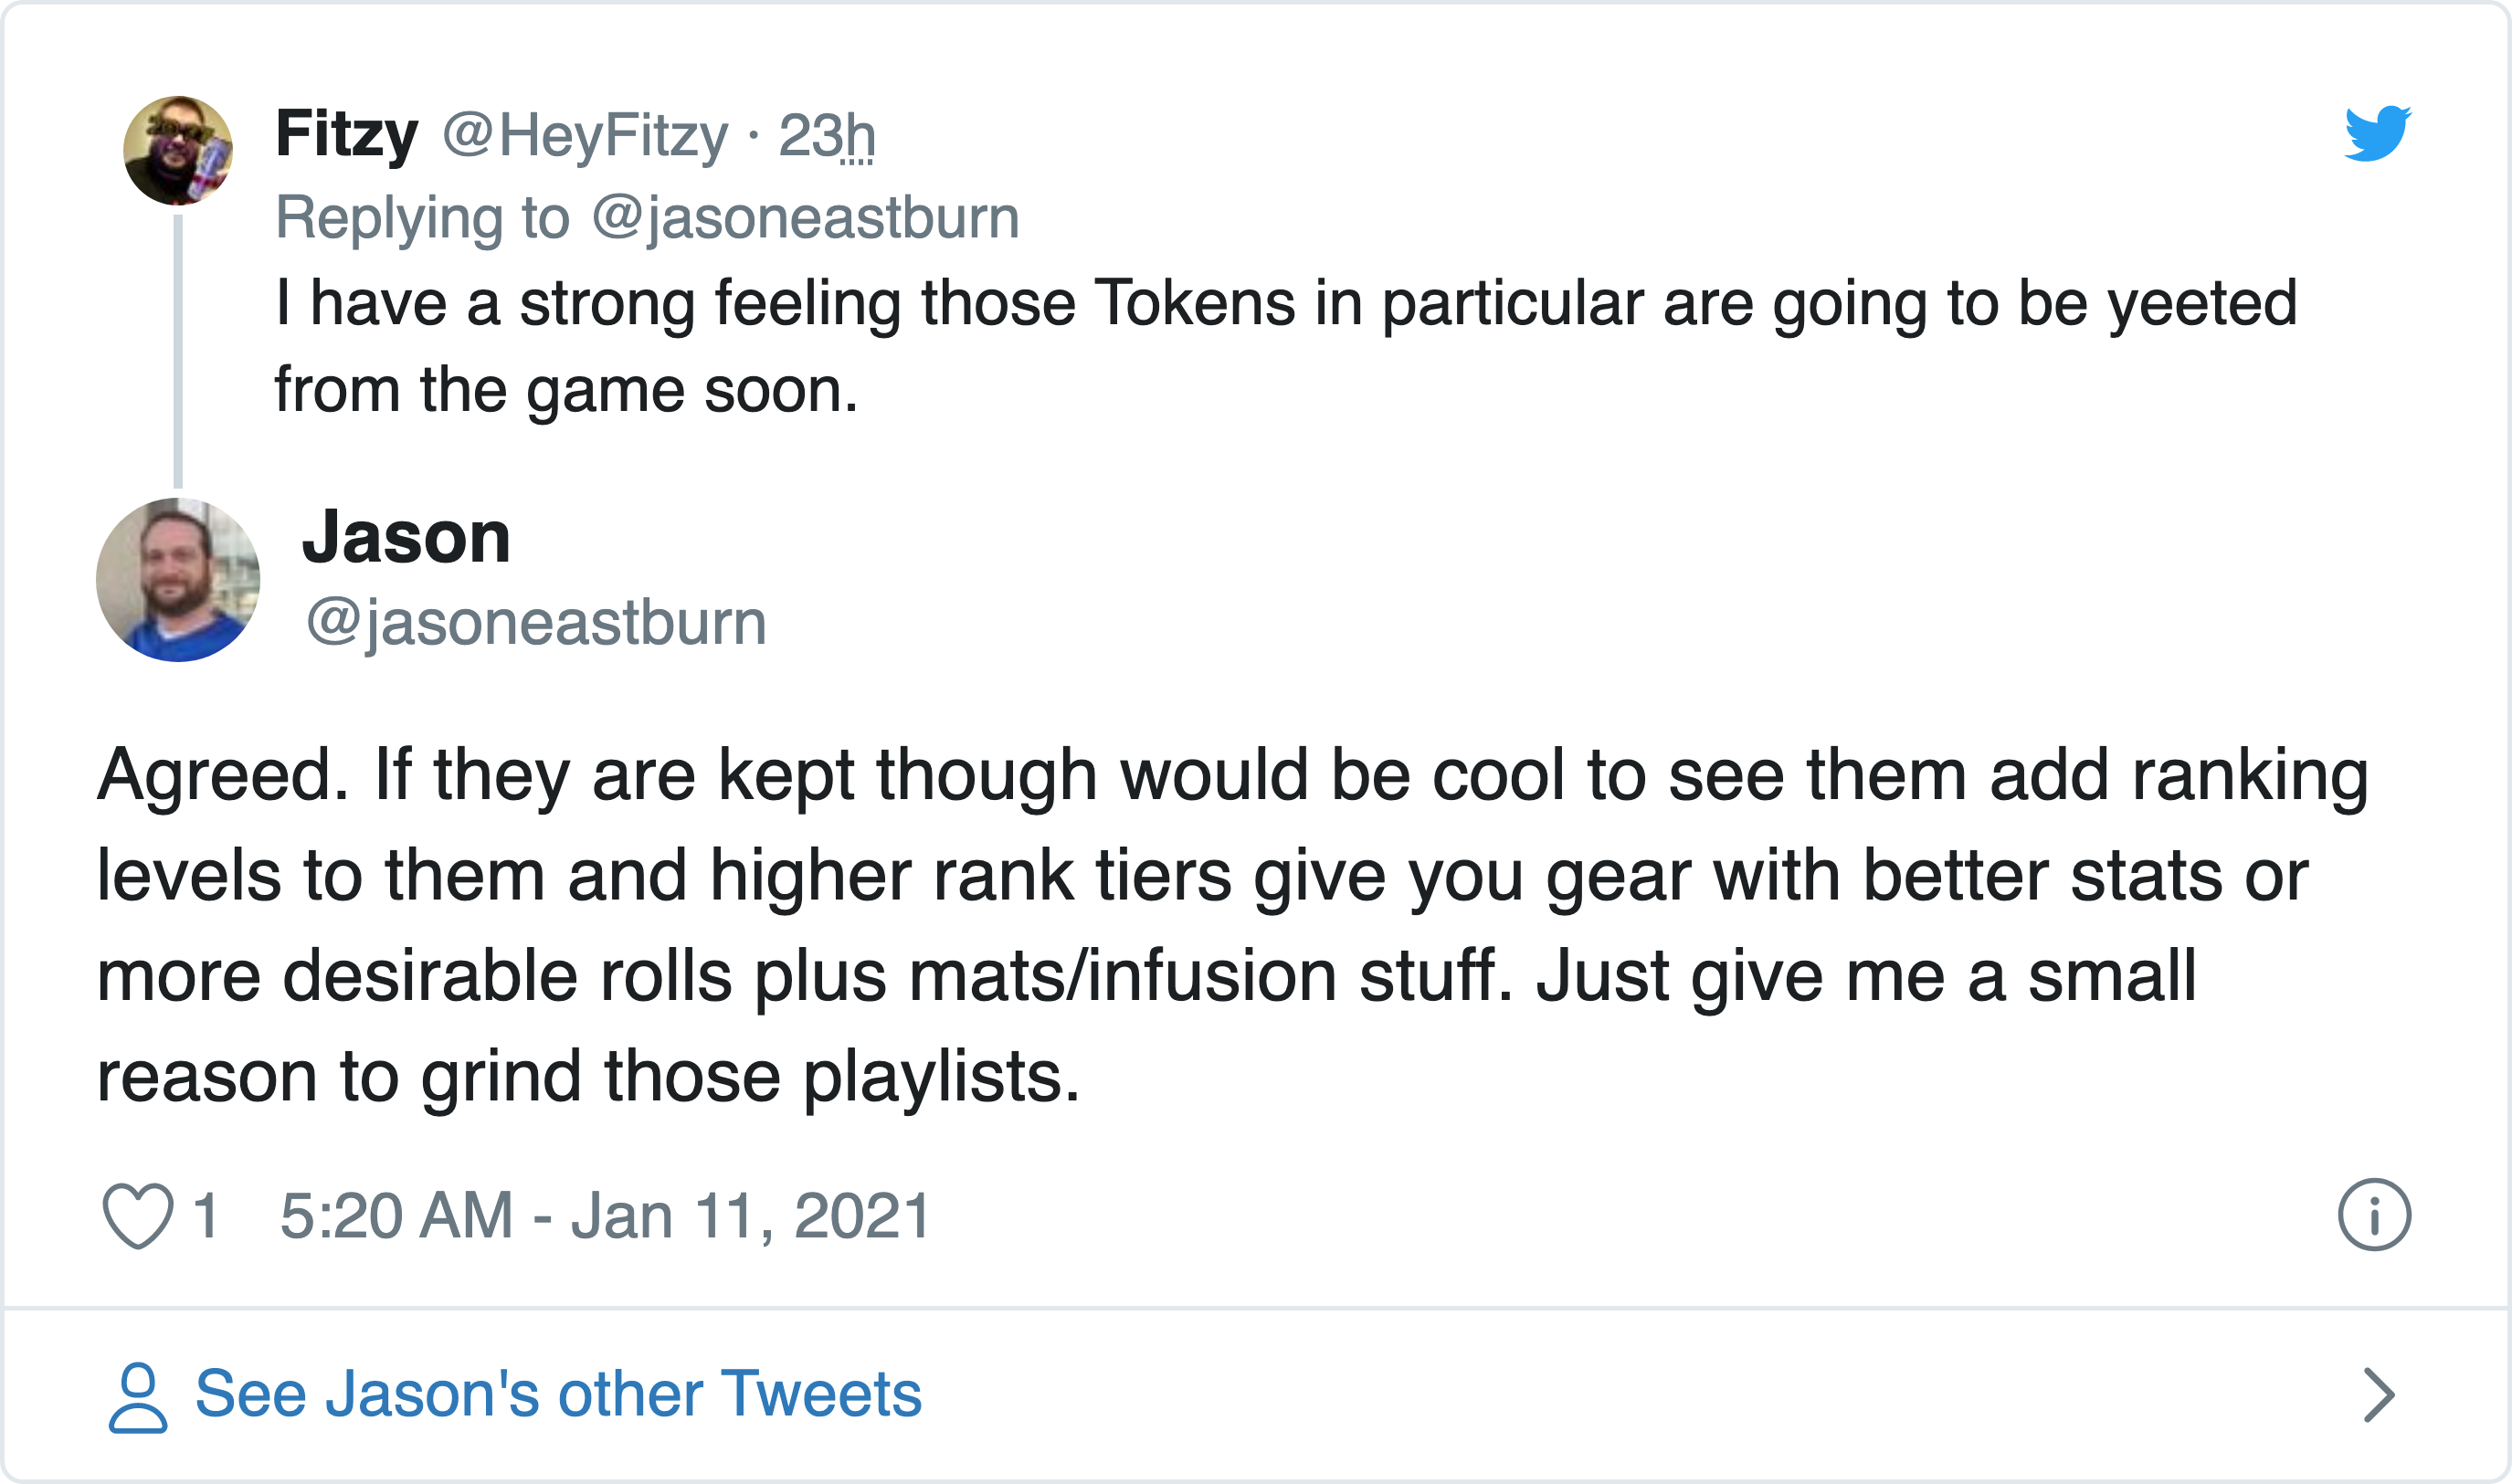 Fitzy @HeyFitzy · 23h
Replying to @jasoneastburn
I have a strong feeling those Tokens in particular are going to be yeeted
from the game soon.
Jason
@jasoneastburn
Agreed. If they are kept though would be cool to see them add ranking
levels to them and higher rank tiers give you gear with better stats or
more desirable rolls plus mats/infusion stuff. Just give me a small
reason to grind those playlists.
1 5:20 AM - Jan 11, 2021
See Jason's other Tweets